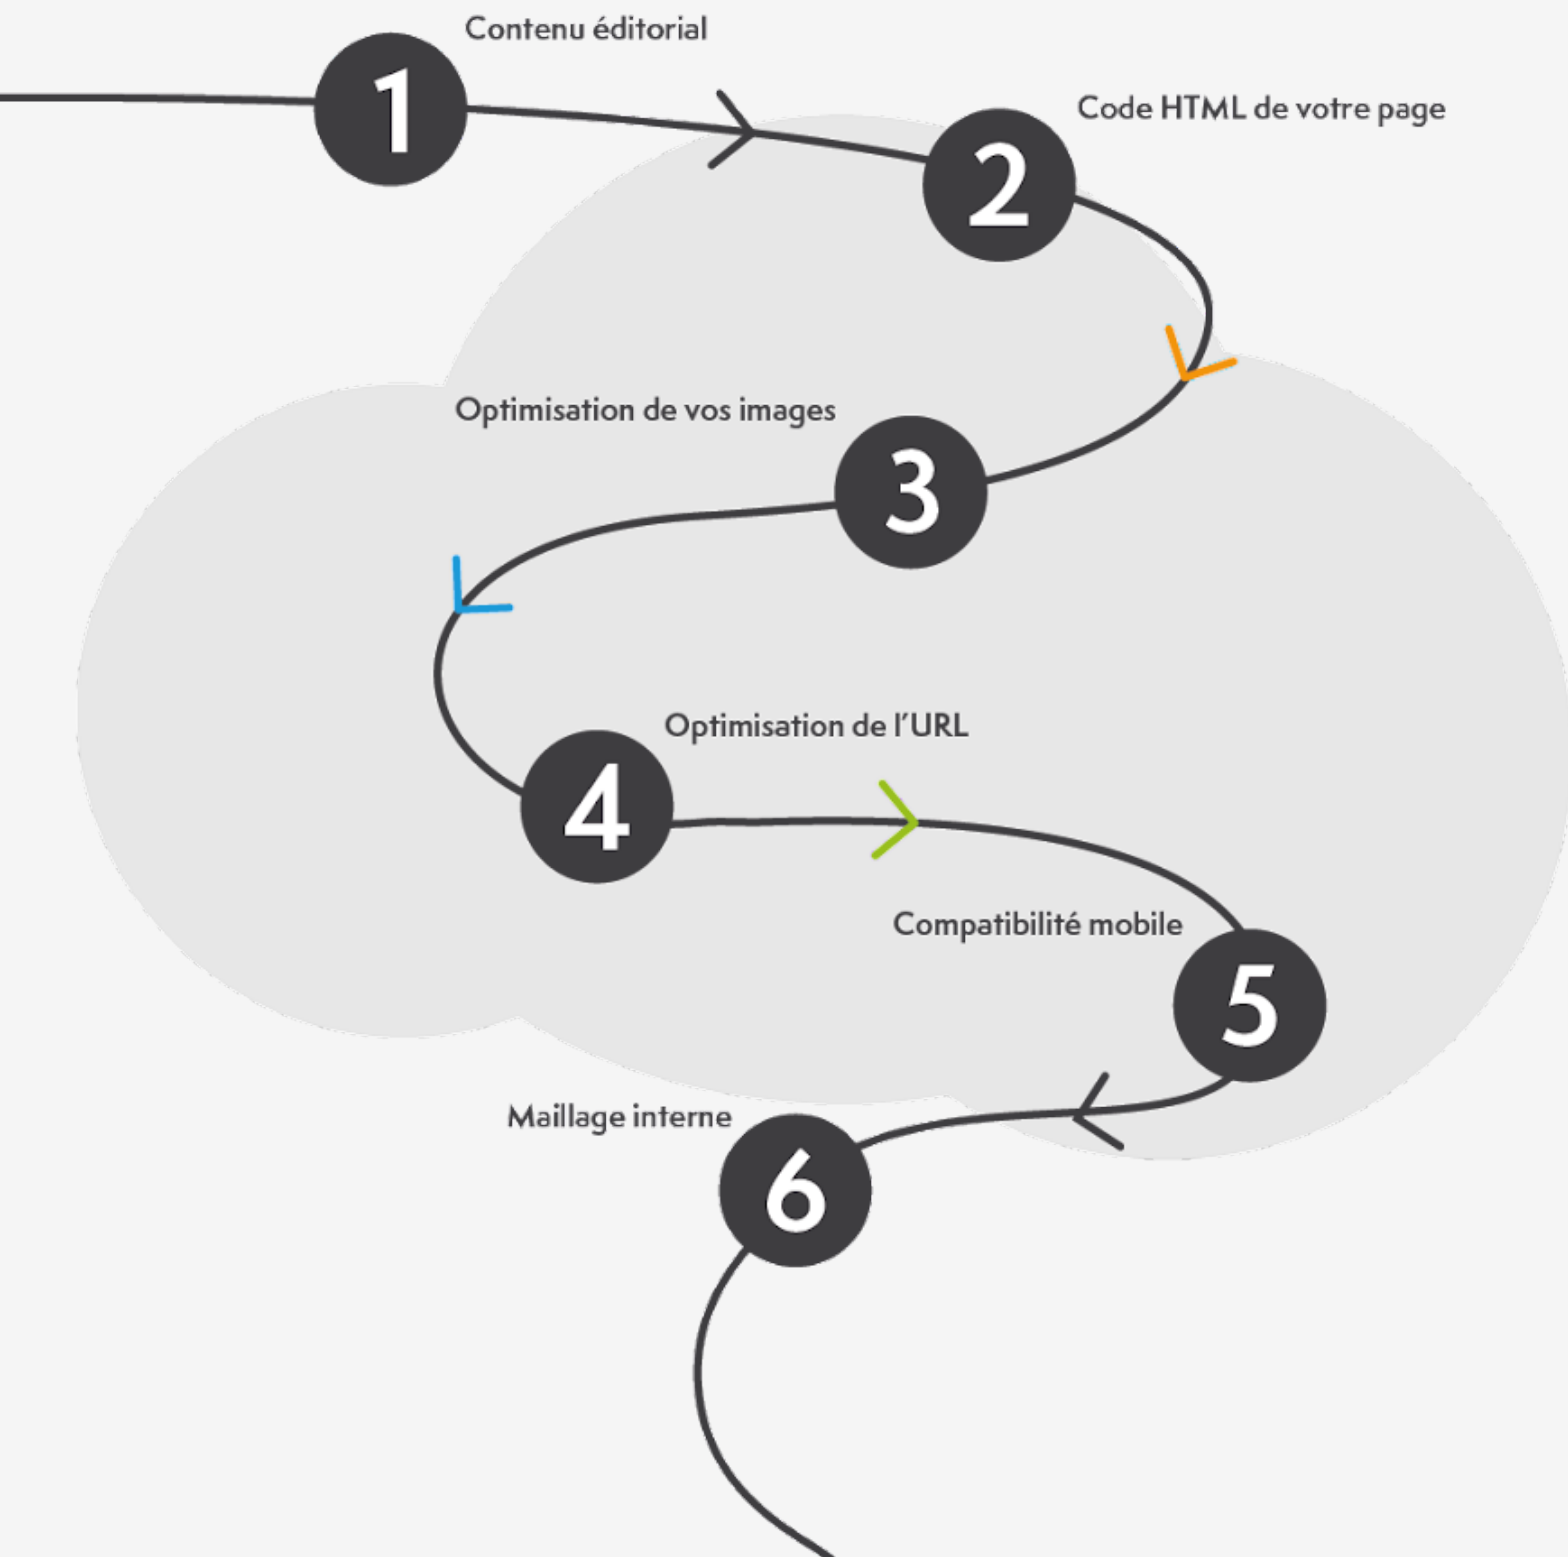 1
Contenu éditorial
2
Code HTML de votre page
Optimisation de vos images
3
Optimisation de l'URL
4
Compatibilité mobile
5
Maillage interne
6